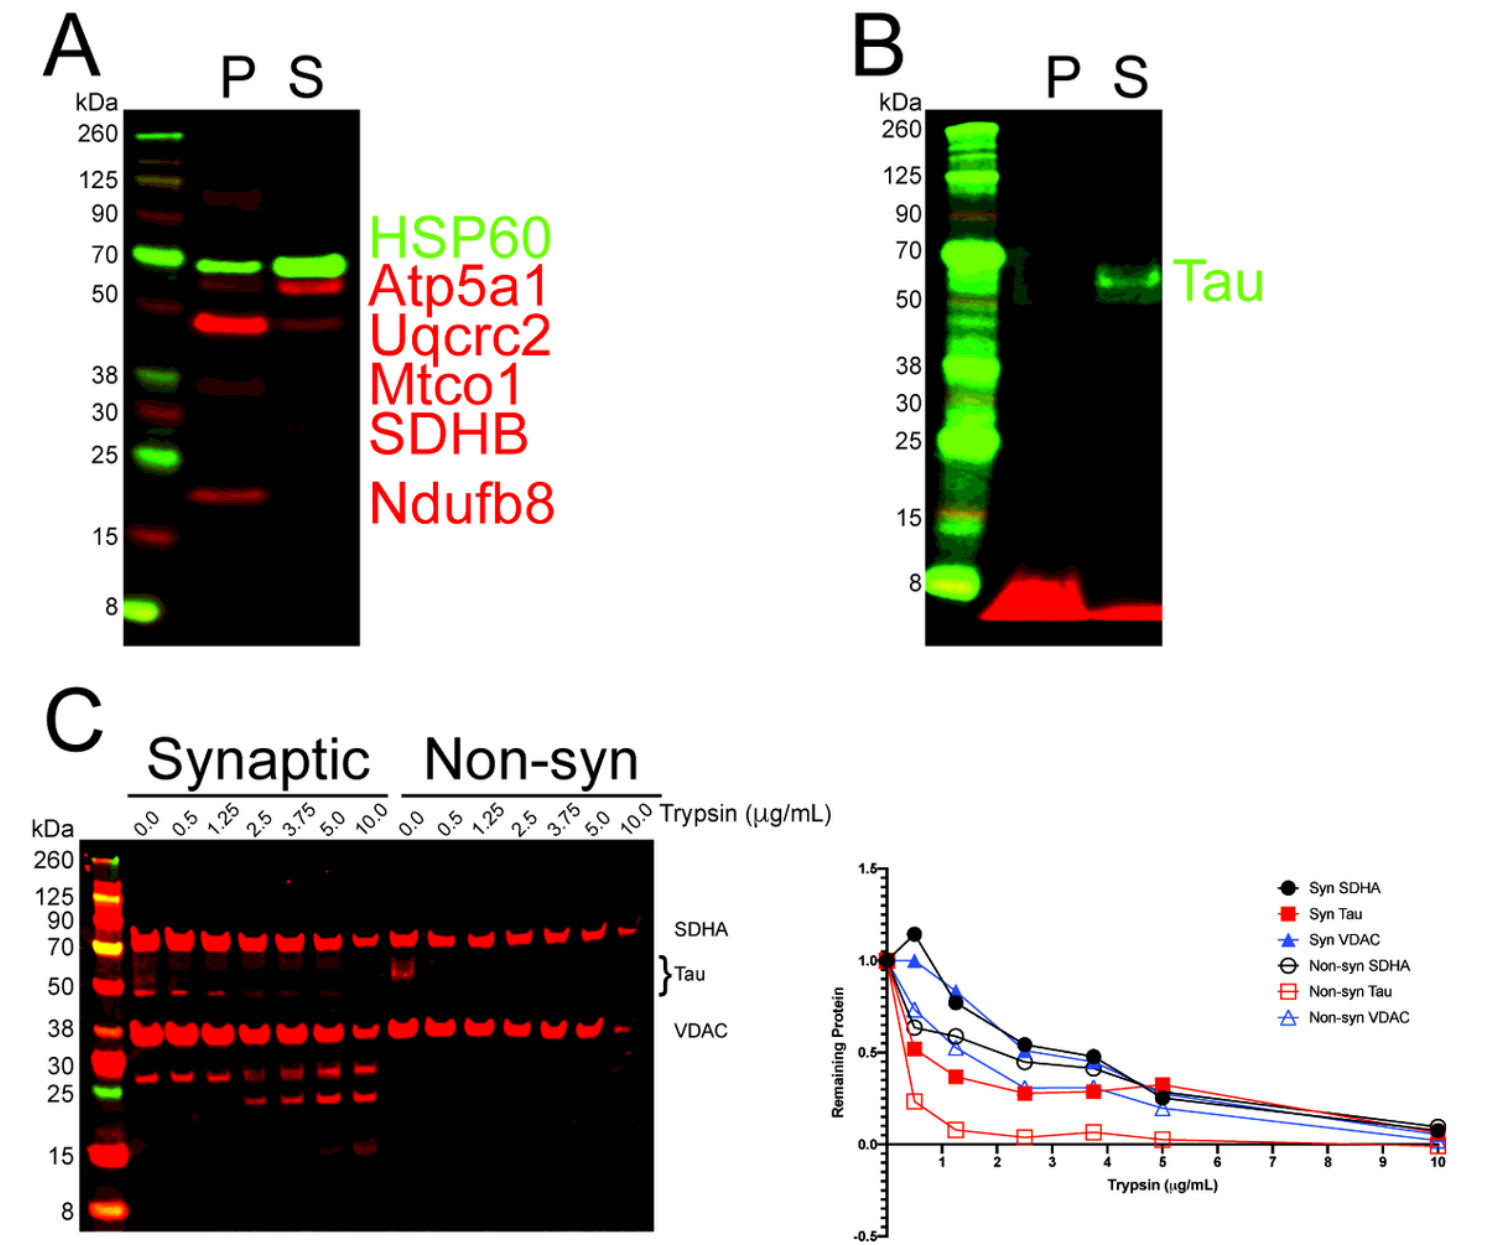 A
P S
kDa
260
125
90
70
50
38
30
25
15
8
HSP60
Atp5a1
Uqcrc2
Mtco1
SDHB
Ndufb8
B
P S
kDa
260
125
90
70
50
38
30
25
15
8
Tau
C
Synaptic Non-syn
0.0 0.5 1.25 2.5 3.75 5.0 10.0 0.0 0.5 1.25 2.5 3.75 5.0 10.0 Trypsin (µg/mL)
kDa
260
125
90
70
50
38
30
25
15
8
SDHA
}Tau
VDAC
1.5
1.0
0.5
0.0
-0.5
Remaining Protein
1 2 3 4 5 6 7 8 9 10
Trypsin (µg/mL)
Syn SDHA
Syn Tau
Syn VDAC
Non-syn SDHA
Non-syn Tau
Non-syn VDAC